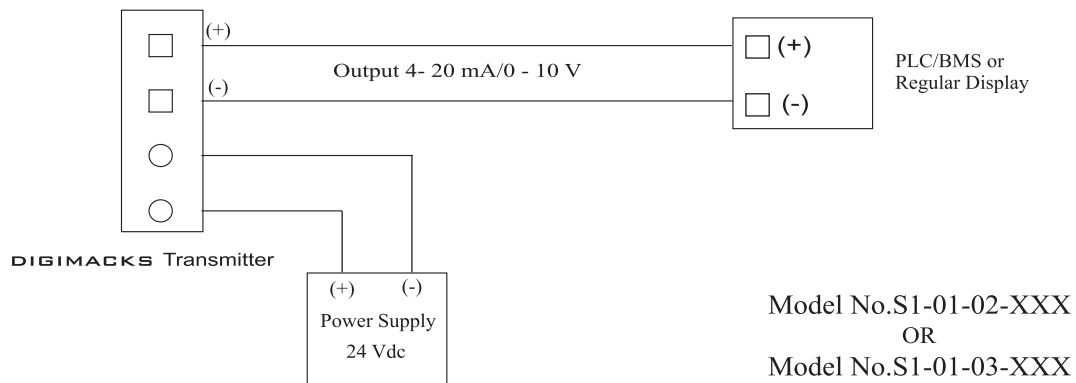 (+)
Output 4- 20 mA/0 - 10 V
(-)
(+)
(-)
PLC/BMS or
Regular Display
DIGIMACKS Transmitter
(+) (-)
Power Supply
24 Vdc
Model No.S1-01-02-XXX
OR
Model No.S1-01-03-XXX